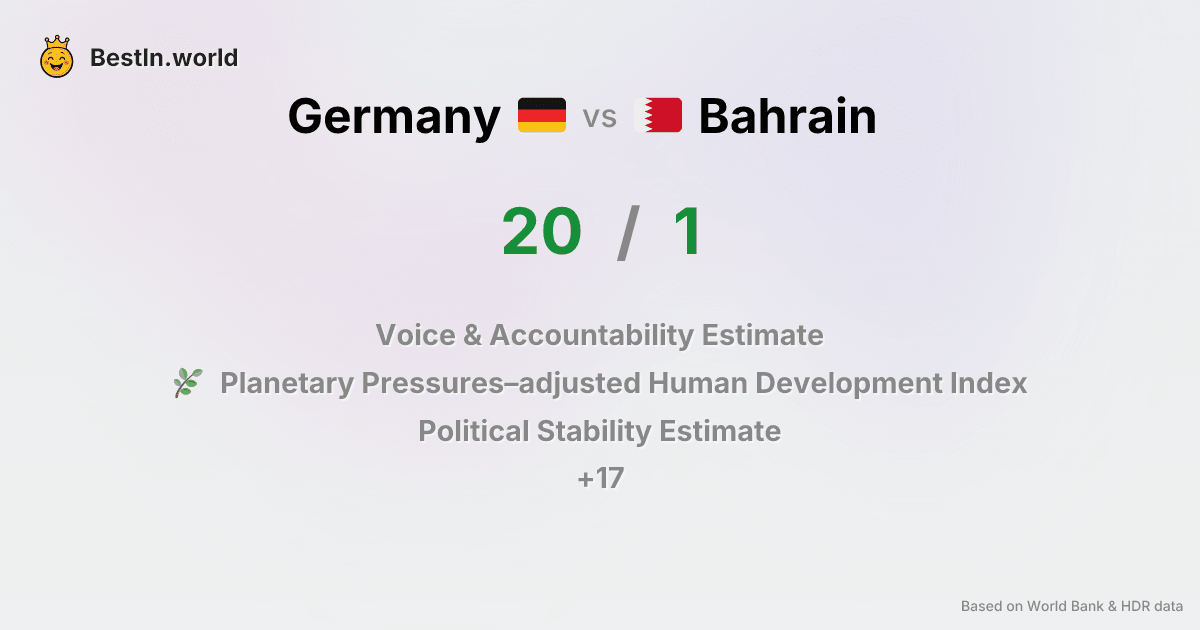 BestIn.world
Germany vs Bahrain
20 / 1
Voice & Accountability Estimate
Planetary Pressures–adjusted Human Development Index
Political Stability Estimate
+17
Based on World Bank & HDR data